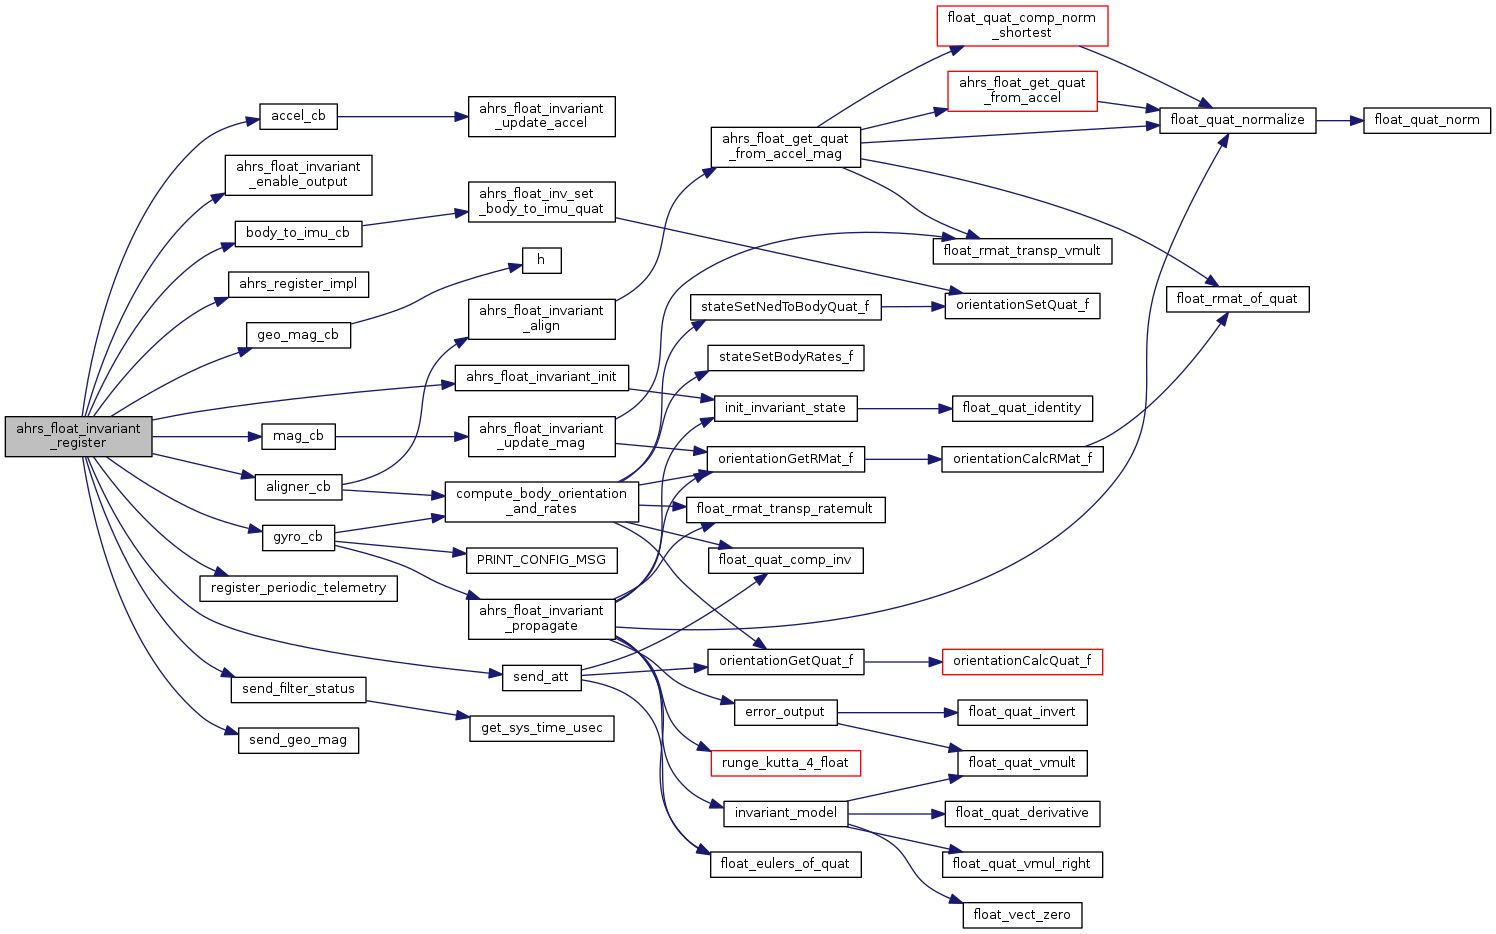 ahrs_float_invariant
_register
accel_cb
ahrs_float_invariant
_enable_output
body_to_imu_cb
ahrs_register_impl
geo_mag_cb
mag_cb
aligner_cb
gyro_cb
register_periodic_telemetry
send_filter_status
send_geo_mag
ahrs_float_invariant
_update_accel
ahrs_float_inv_set
_body_to_imu_quat
h
ahrs_float_invariant
_align
ahrs_float_invariant_init
ahrs_float_invariant
_update_mag
compute_body_orientation
_and_rates
PRINT_CONFIG_MSG
ahrs_float_invariant
_propagate
send_att
get_sys_time_usec
ahrs_float_get_quat
_from_accel_mag
stateSetNedToBodyQuat_f
stateSetBodyRates_f
init_invariant_state
orientationGetRMat_f
float_rmat_transp_ratemult
float_quat_comp_inv
orientationGetQuat_f
error_output
runge_kutta_4_float
invariant_model
float_eulers_of_quat
float_quat_comp_norm
_shortest
ahrs_float_get_quat
_from_accel
float_rmat_transp_vmult
orientationSetQuat_f
float_quat_identity
orientationCalcRMat_f
orientationCalcQuat_f
float_quat_invert
float_quat_vmult
float_quat_derivative
float_quat_vmul_right
float_vect_zero
float_quat_normalize
float_rmat_of_quat
float_quat_norm